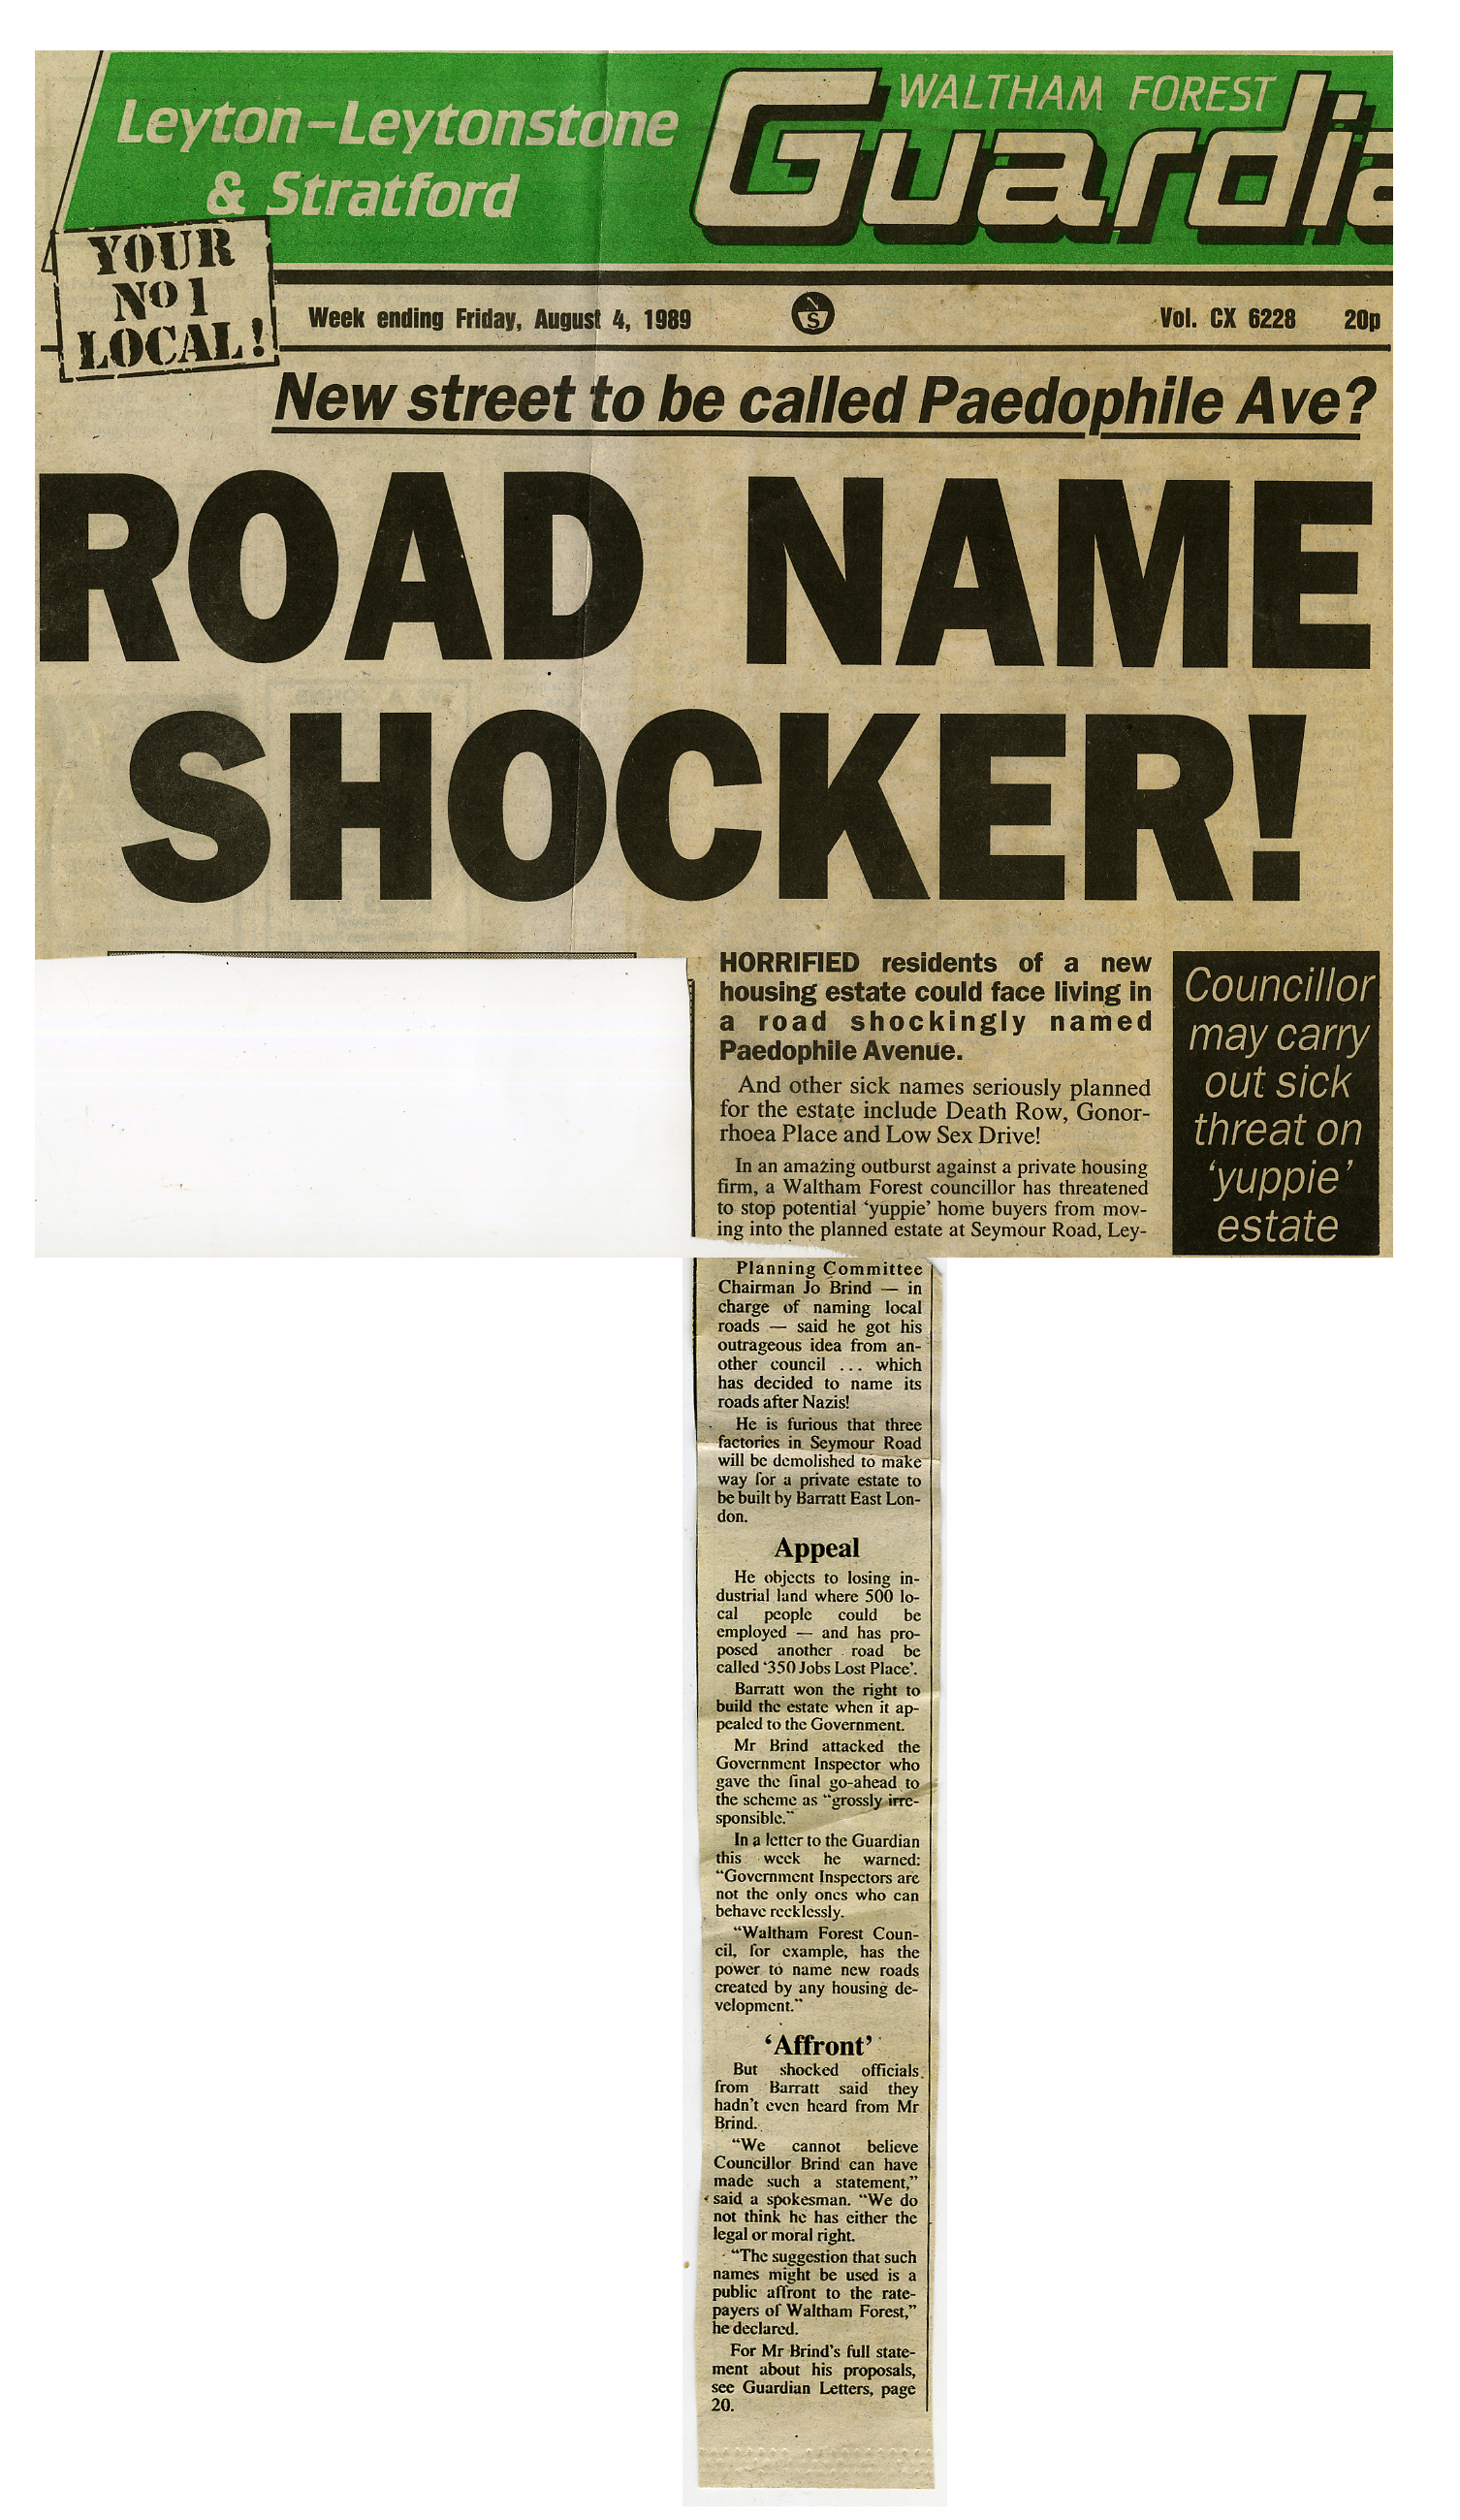 Leyton-Leytonstone
& Stratford
WALTHAM FOREST
Guardia
YOUR
No 1
LOCAL!
Week ending Friday, August 4, 1989
S
Vol. CX 6228 20p
New street to be called Paedophile Ave?
ROAD NAME
SHOCKER!
HORRIFIED residents of a new
housing estate could face living in
a road shockingly named
Paedophile Avenue.
And other sick names seriously planned
for the estate include Death Row, Gonor-
rhoea Place and Low Sex Drive!
In an amazing outburst against a private housing
firm, a Waltham Forest councillor has threatened
to stop potential ‘yuppie’ home buyers from mov-
ing into the planned estate at Seymour Road, Ley-
Councillor
may carry
out sick
threat on
‘yuppie’
estate
Planning Committee
Chairman Jo Brind — in
charge of naming local
roads — said he got his
outrageous idea from an-
other council ... which
has decided to name its
roads after Nazis!
He is furious that three
factories in Seymour Road
will be demolished to make
way for a private estate to
be built by Barratt East Lon-
don.
Appeal
He objects to losing in-
dustrial land where 500 lo-
cal people could be
employed — and has pro-
posed another road be
called ‘350 Jobs Lost Place’.
Barratt won the right to
build the estate when it ap-
pealed to the Government.
Mr Brind attacked the
Government Inspector who
gave the final go-ahead to
the scheme as “grossly irre-
sponsible.”
In a letter to the Guardian
this week he warned:
“Government Inspectors are
not the only ones who can
behave recklessly.
“Waltham Forest Coun-
cil, for example, has the
power to name new roads
created by any housing de-
velopment.”
‘Affront’
But shocked officials
from Barratt said they
hadn’t even heard from Mr
Brind.
“We cannot believe
Councillor Brind can have
made such a statement,”
said a spokesman. “We do
not think he has either the
legal or moral right.
“The suggestion that such
names might be used is a
public affront to the rate-
payers of Waltham Forest,”
he declared.
For Mr Brind’s full state-
ment about his proposals,
see Guardian Letters, page
20.